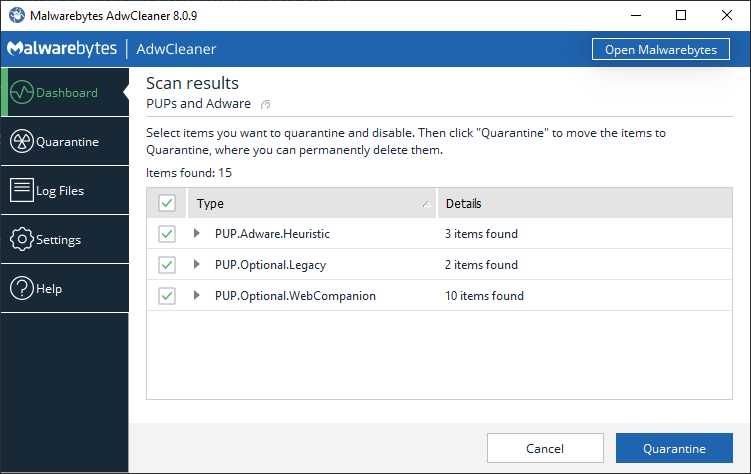 Malwarebytes AdwCleaner 8.0.9
Malwarebytes | AdwCleaner
Open Malwarebytes
Dashboard
Quarantine
Log Files
Settings
Help
Scan results
PUPs and Adware
Select items you want to quarantine and disable. Then click "Quarantine" to move the items to
Quarantine, where you can permanently delete them.
Items found: 15
Type Details
PUP.Adware.Heuristic 3 items found
PUP.Optional.Legacy 2 items found
PUP.Optional.WebCompanion 10 items found
Cancel Quarantine